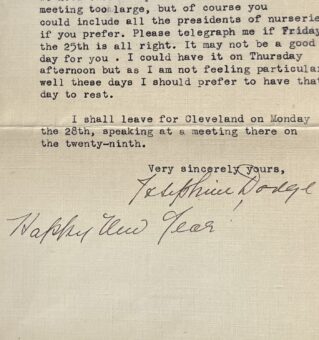 meeting too large, but of course you
could include all the presidents of nurserie
if you prefer. Please telegraph me if Friday
the 25th is all right. It may not be a good
day for you . I could have it on Thursday
afternoon but as I am not feeling particular
well these days I should prefer to have that
day to rest.
I shall leave for Cleveland on Monday
the 28th, speaking at a meeting there on
the twenty-ninth.
Very sincerely yours,
Josephine Dodge
Happy New Year